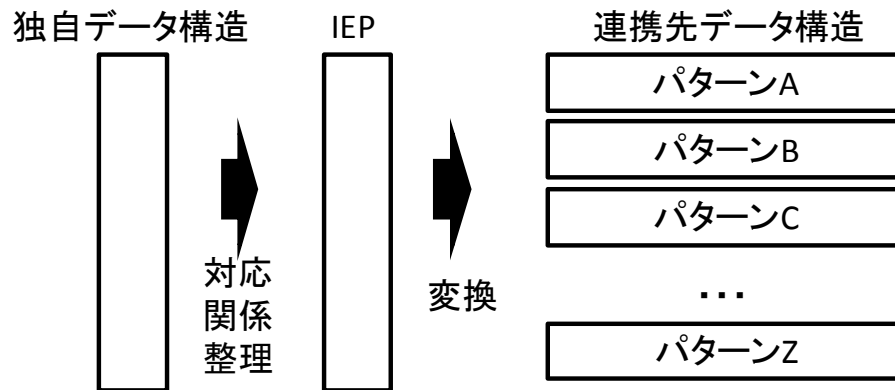 独自データ構造
IEP
連携先データ構造
パターンA
パターンB
パターンC
対応
関係
整理
変換
...
パターンZ